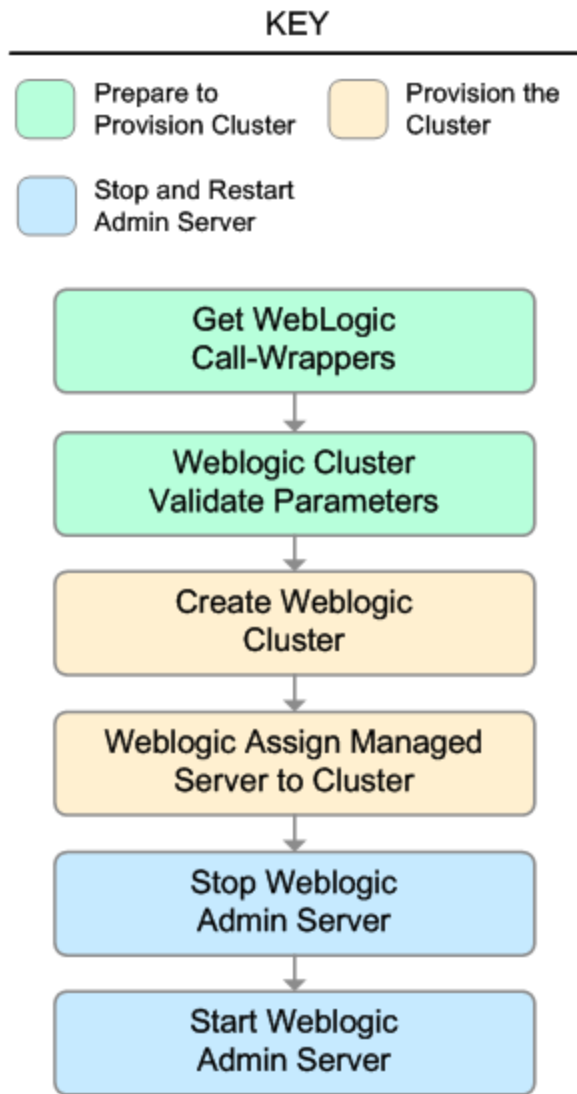 KEY
Prepare to
Provision Cluster
Provision the
Cluster
Stop and Restart
Admin Server
Get WebLogic
Call-Wrappers
Weblogic Cluster
Validate Parameters
Create Weblogic
Cluster
Weblogic Assign Managed
Server to Cluster
Stop Weblogic
Admin Server
Start Weblogic
Admin Server